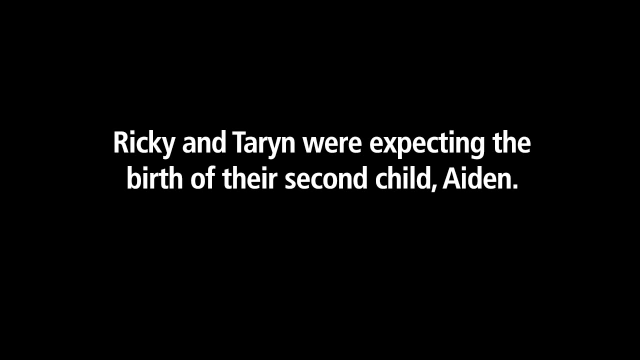 Ricky and Taryn were expecting the
birth of their second child, Aiden.